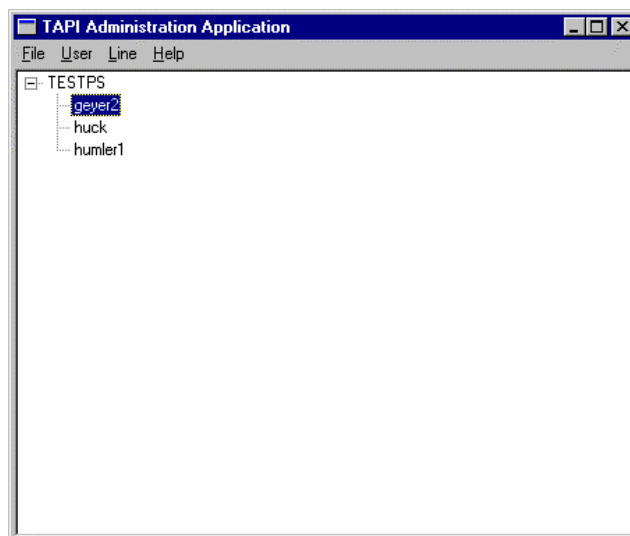 TAPI Administration Application
File User Line Help
TESTPS
geyer2
huck
humler1